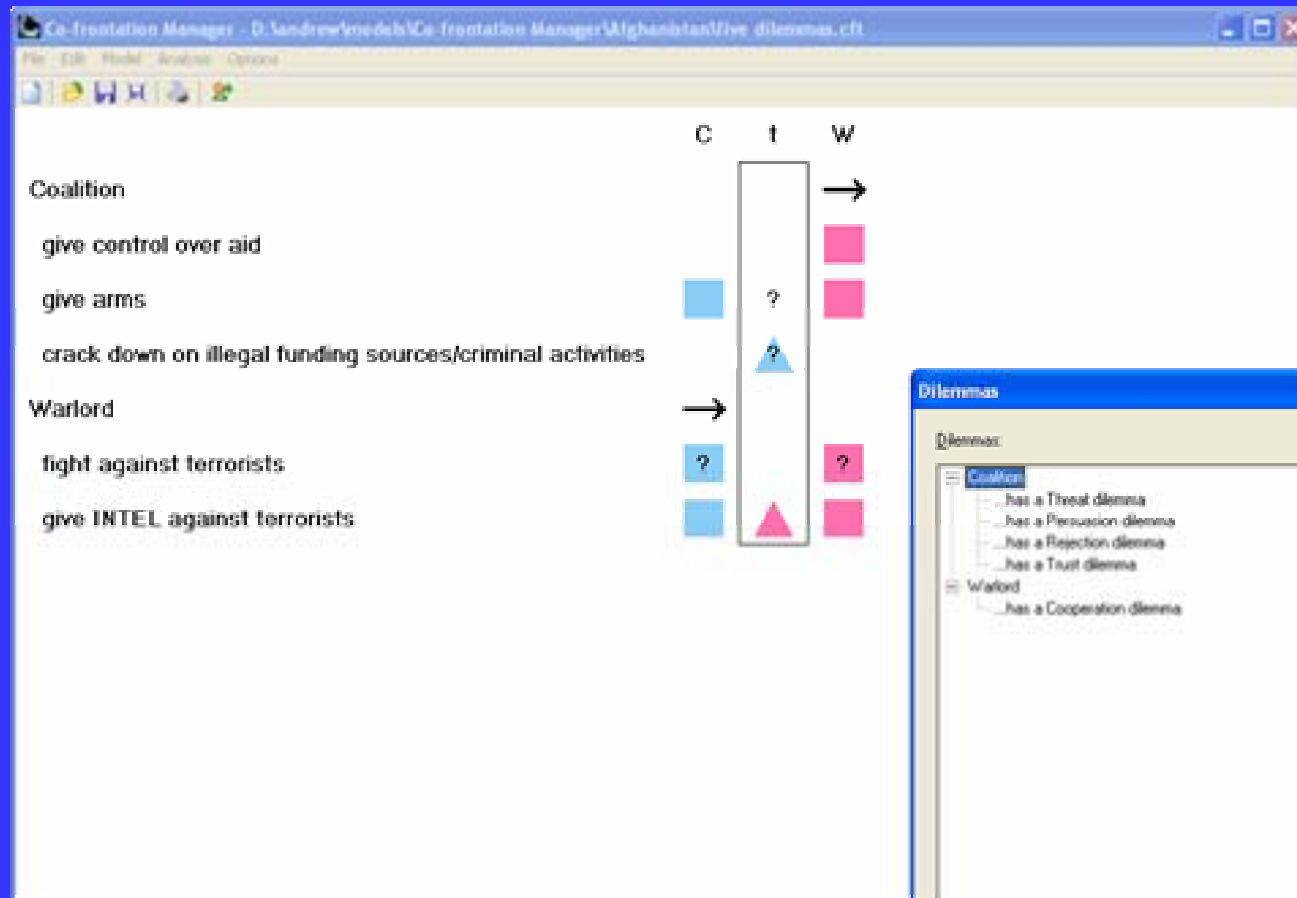 Co-frontation Manager - D:\andrew\models\Co-frontation Manager\Afghanistan\Five dilemmas.cft
File Edit Model Analysis Options
C t W
Coalition →
give control over aid
give arms ?
crack down on illegal funding sources/criminal activities ?
Warlord →
fight against terrorists ? ?
give INTEL against terrorists
Dilemmas
Dilemmas:
Coalition
...has a Threat dilemma
...has a Persuasion dilemma
...has a Rejection dilemma
...has a Trust dilemma
Warlord
...has a Cooperation dilemma